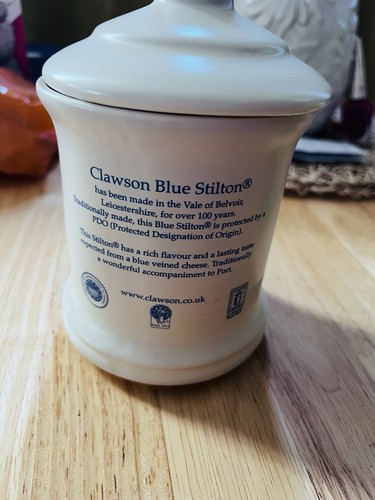 Clawson Blue Stilton®
has been made in the Vale of Belvoir,
Leicestershire, for over 100 years.
Traditionally made, this Blue Stilton® is protected by a
PDO (Protected Designation of Origin).
This Stilton® has a rich flavour and a lasting taste
expected from a blue veined cheese. Traditionally
a wonderful accompaniment to Port.
www.clawson.co.uk